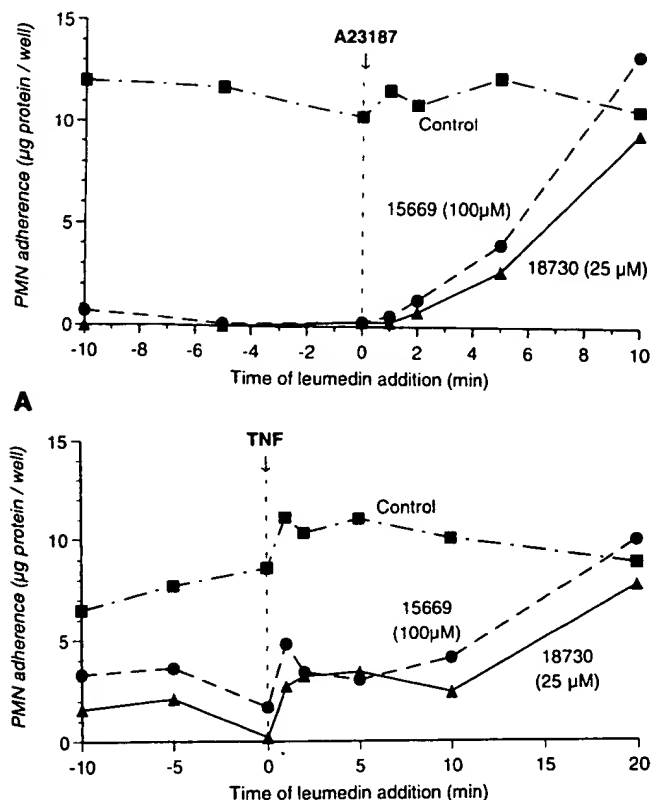 A23187
↓
15
10
5
0
PMN adherence (µg protein / well)
Control
15669 (100µM)
18730 (25 µM)
-10 -8 -6 -4 -2 0 2 4 6 8 10
Time of leumedin addition (min)
A
TNF
↓
15
10
5
0
PMN adherence (µg protein / well)
Control
15669
(100µM)
18730
(25 µM)
-10 -5 0 5 10 15 20
Time of leumedin addition (min)